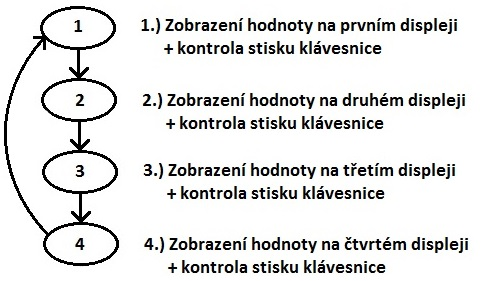 1
1.) Zobrazení hodnoty na prvním displeji
+ kontrola stisku klávesnice
2
2.) Zobrazení hodnoty na druhém displeji
+ kontrola stisku klávesnice
3
3.) Zobrazení hodnoty na třetím displeji
+ kontrola stisku klávesnice
4
4.) Zobrazení hodnoty na čtvrtém displeji
+ kontrola stisku klávesnice